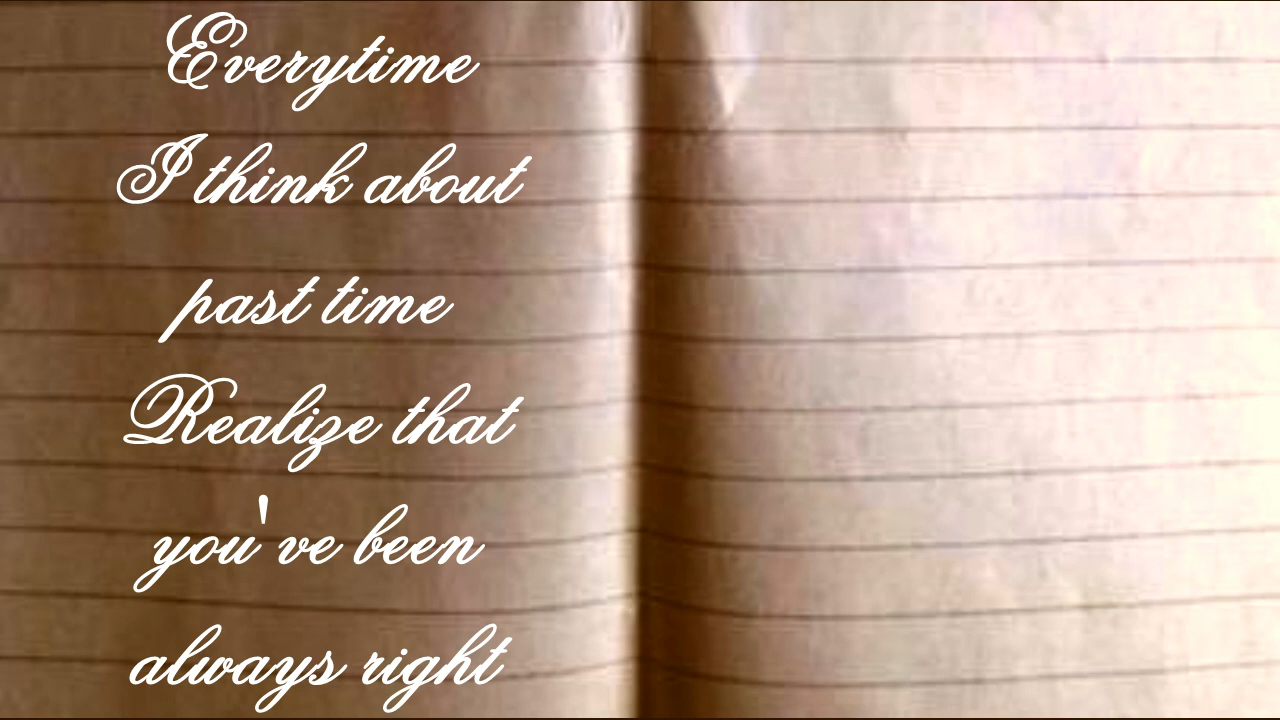 Everytime
I think about
past time
Realize that
you've been
always right